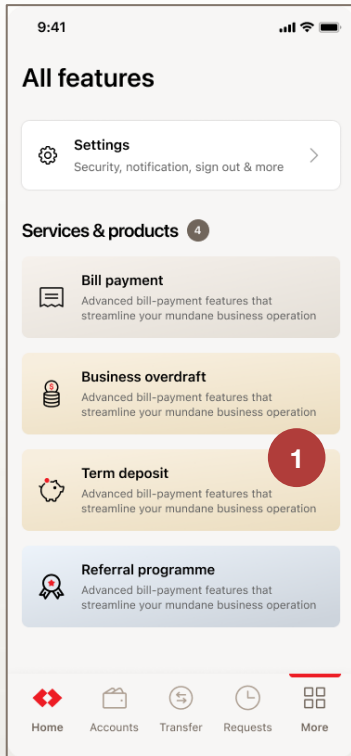 9:41
All features
Settings
Security, notification, sign out & more
Services & products 4
Bill payment
Advanced bill-payment features that
streamline your mundane business operation
Business overdraft
Advanced bill-payment features that
streamline your mundane business operation
1
Term deposit
Advanced bill-payment features that
streamline your mundane business operation
Referral programme
Advanced bill-payment features that
streamline your mundane business operation
Home Accounts Transfer Requests More